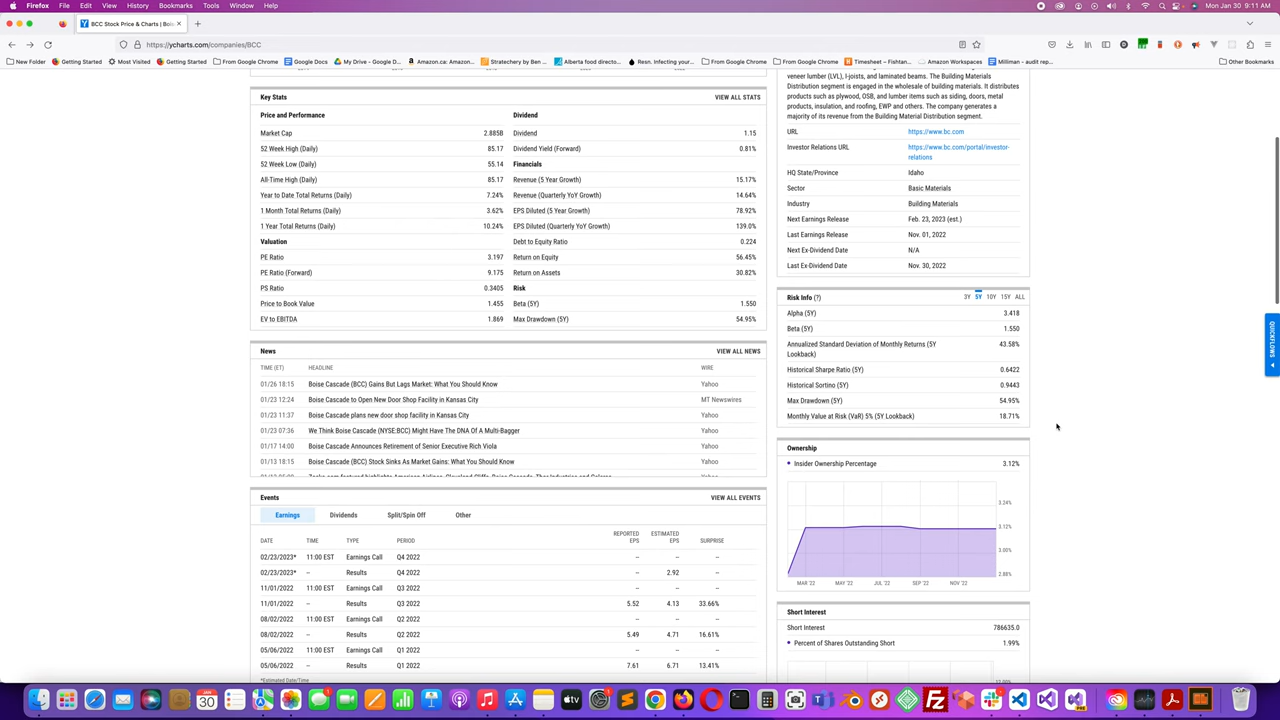 Firefox File Edit View History Bookmarks Tools Window Help Mon Jan 30 9:11 AM
BCC Stock Price & Charts | Boi
https://ycharts.com/companies/BCC
New Folder Getting Started Most Visited Getting Started From Google Chrome Google Docs My Drive - Google D... Amazon.ca: Amazon... Stratechery by Ben ... Alberta food directo... Resn. Infecting your... From Google Chrome From Google Chrome Timesheet – Fishtan... Amazon Workspaces Milliman - audit rep... Other Bookmarks
Key Stats VIEW ALL STATS
Price and Performance
Market Cap 2.885B
52 Week High (Daily) 85.17
52 Week Low (Daily) 55.14
All-Time High (Daily) 85.17
Year to Date Total Returns (Daily) 7.24%
1 Month Total Returns (Daily) 3.62%
1 Year Total Returns (Daily) 10.24%
Valuation
PE Ratio 3.197
PE Ratio (Forward) 9.175
PS Ratio 0.3405
Price to Book Value 1.455
EV to EBITDA 1.869
Dividend
Dividend 1.15
Dividend Yield (Forward) 0.81%
Financials
Revenue (5 Year Growth) 15.17%
Revenue (Quarterly YoY Growth) 14.64%
EPS Diluted (5 Year Growth) 78.92%
EPS Diluted (Quarterly YoY Growth) 139.0%
Debt to Equity Ratio 0.224
Return on Equity 56.45%
Return on Assets 30.82%
Risk
Beta (5Y) 1.550
Max Drawdown (5Y) 54.95%
News VIEW ALL NEWS
TIME (ET) HEADLINE WIRE
01/26 18:15 Boise Cascade (BCC) Gains But Lags Market: What You Should Know Yahoo
01/23 12:24 Boise Cascade to Open New Door Shop Facility in Kansas City MT Newswires
01/23 11:37 Boise Cascade plans new door shop facility in Kansas City Yahoo
01/23 07:36 We Think Boise Cascade (NYSE:BCC) Might Have The DNA Of A Multi-Bagger Yahoo
01/17 14:00 Boise Cascade Announces Retirement of Senior Executive Rich Viola Yahoo
01/13 18:15 Boise Cascade (BCC) Stock Sinks As Market Gains: What You Should Know Yahoo
Events VIEW ALL EVENTS
Earnings Dividends Split/Spin Off Other
DATE TIME TYPE PERIOD REPORTED EPS ESTIMATED EPS SURPRISE
02/23/2023* 11:00 EST Earnings Call Q4 2022 -- -- --
02/23/2023* -- Results Q4 2022 -- 2.92 --
11/01/2022 11:00 EST Earnings Call Q3 2022 -- -- --
11/01/2022 -- Results Q3 2022 5.52 4.13 33.66%
08/02/2022 11:00 EST Earnings Call Q2 2022 -- -- --
08/02/2022 -- Results Q2 2022 5.49 4.71 16.61%
05/06/2022 11:00 EST Earnings Call Q1 2022 -- -- --
05/06/2022 -- Results Q1 2022 7.61 6.71 13.41%
*Estimated Date/Time
veneer lumber (LVL), I-joists, and laminated beams. The Building Materials
Distribution segment is engaged in the wholesale of building materials. It distributes
products such as plywood, OSB, and lumber items such as siding, doors, metal
products, insulation, and roofing, EWP and others. The company generates a
majority of its revenue from the Building Material Distribution segment.
URL https://www.bc.com
Investor Relations URL https://www.bc.com/portal/investor-
relations
HQ State/Province Idaho
Sector Basic Materials
Industry Building Materials
Next Earnings Release Feb. 23, 2023 (est.)
Last Earnings Release Nov. 01, 2022
Next Ex-Dividend Date N/A
Last Ex-Dividend Date Nov. 30, 2022
Risk Info (?) 3Y 5Y 10Y 15Y ALL
Alpha (5Y) 3.418
Beta (5Y) 1.550
Annualized Standard Deviation of Monthly Returns (5Y 43.58%
Lookback)
Historical Sharpe Ratio (5Y) 0.6422
Historical Sortino (5Y) 0.9443
Max Drawdown (5Y) 54.95%
Monthly Value at Risk (VaR) 5% (5Y Lookback) 18.71%
Ownership
Insider Ownership Percentage 3.12%
3.24%
3.12%
3.00%
2.88%
MAR '22 MAY '22 JUL '22 SEP '22 NOV '22
Short Interest
Short Interest 786635.0
Percent of Shares Outstanding Short 1.99%
12.00%
QUICKFLOWS